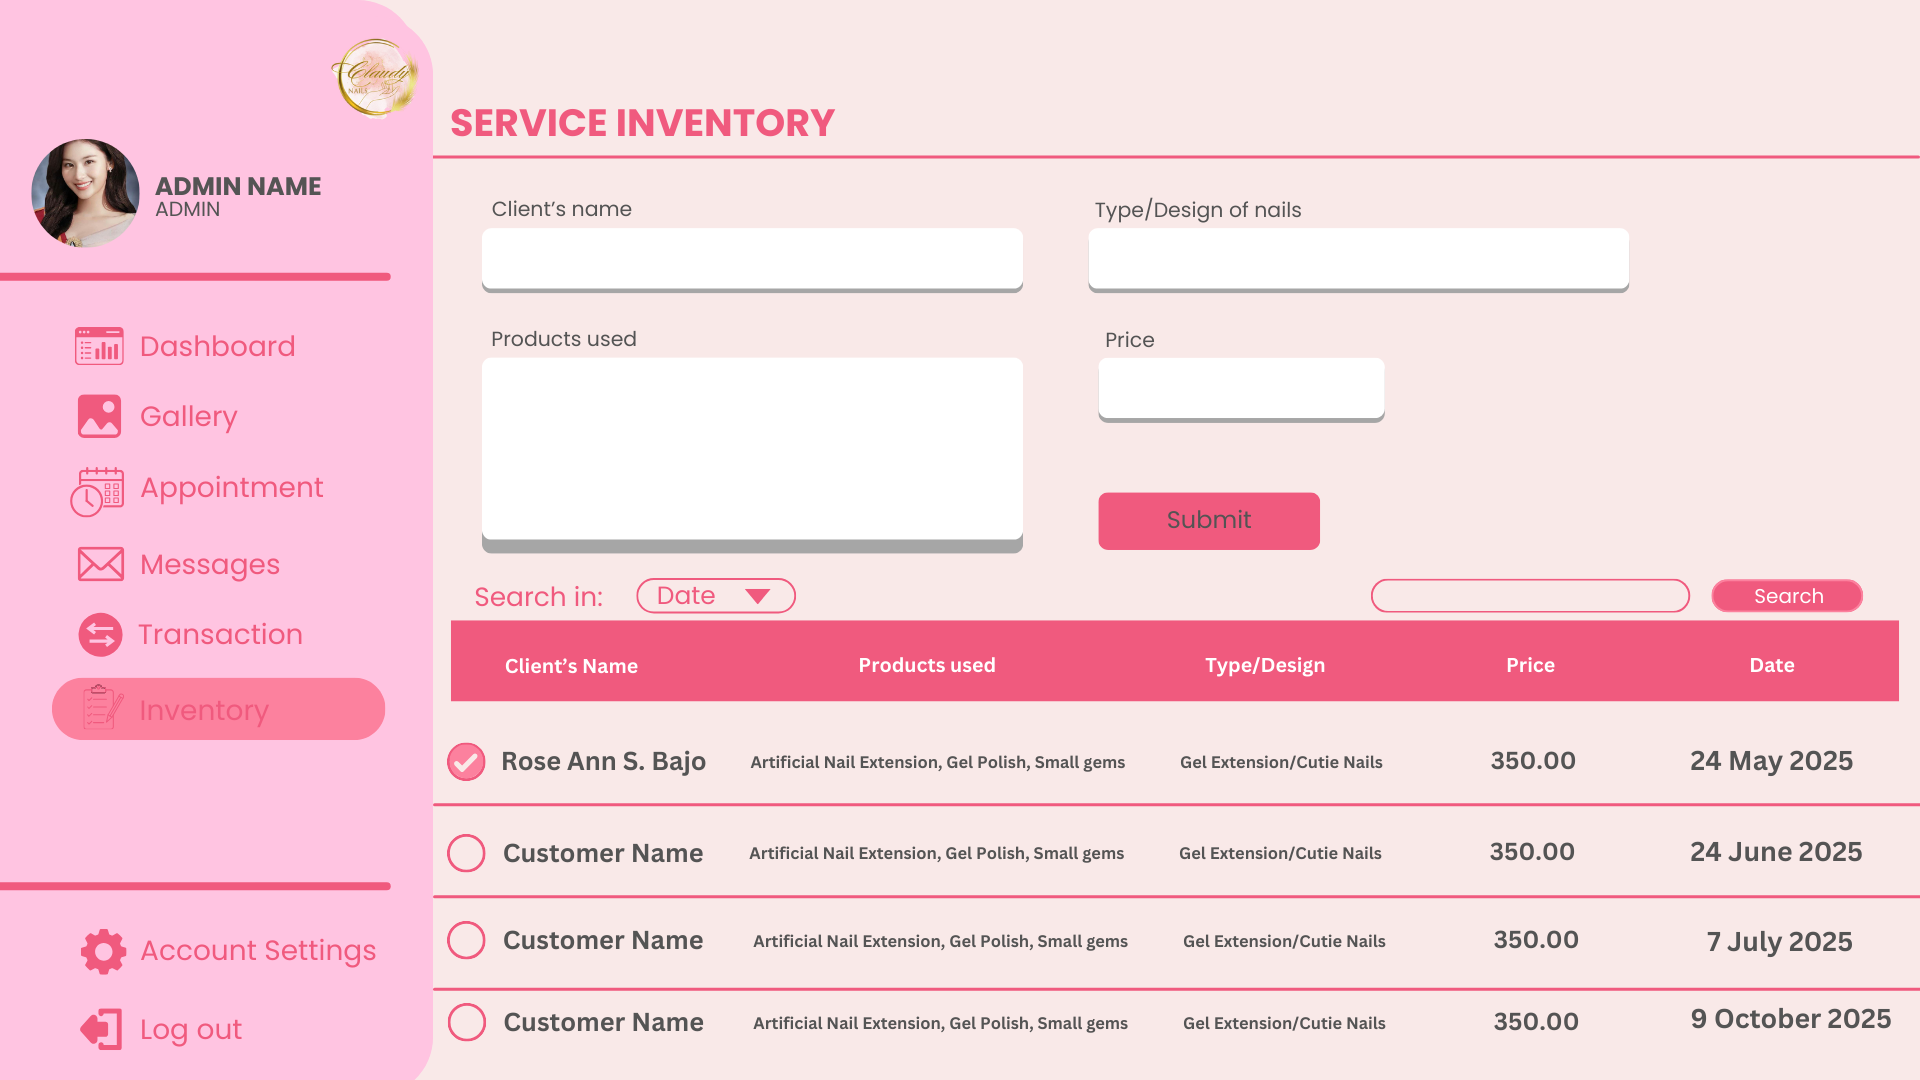 Claudy
NAILS
ADMIN NAME
ADMIN
Dashboard
Gallery
Appointment
Messages
Transaction
Inventory
Account Settings
Log out
SERVICE INVENTORY
Client’s name
Type/Design of nails
Products used
Price
Submit
Search in: Date
Search
Client’s Name Products used Type/Design Price Date
Rose Ann S. Bajo Artificial Nail Extension, Gel Polish, Small gems Gel Extension/Cutie Nails 350.00 24 May 2025
Customer Name Artificial Nail Extension, Gel Polish, Small gems Gel Extension/Cutie Nails 350.00 24 June 2025
Customer Name Artificial Nail Extension, Gel Polish, Small gems Gel Extension/Cutie Nails 350.00 7 July 2025
Customer Name Artificial Nail Extension, Gel Polish, Small gems Gel Extension/Cutie Nails 350.00 9 October 2025